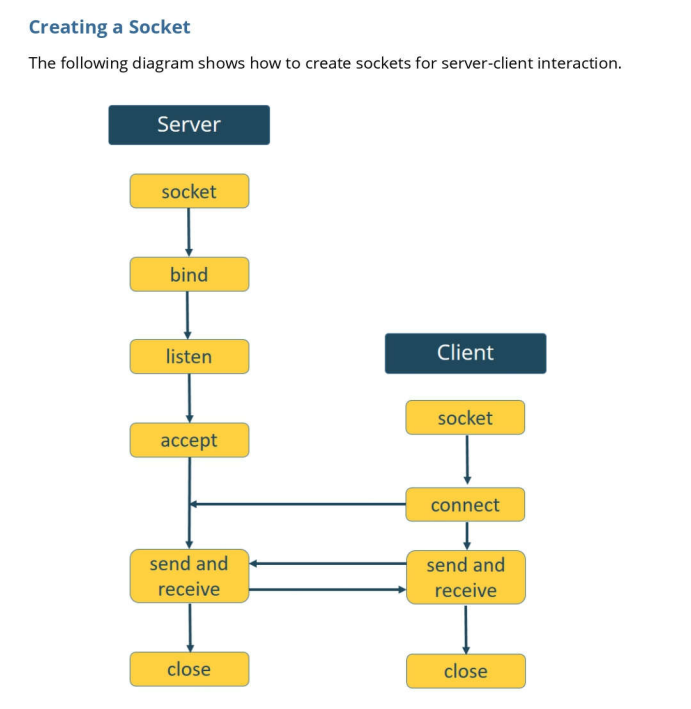 Creating a Socket
The following diagram shows how to create sockets for server-client interaction.
Server
socket
bind
listen
accept
send and
receive
close
Client
socket
connect
send and
receive
close